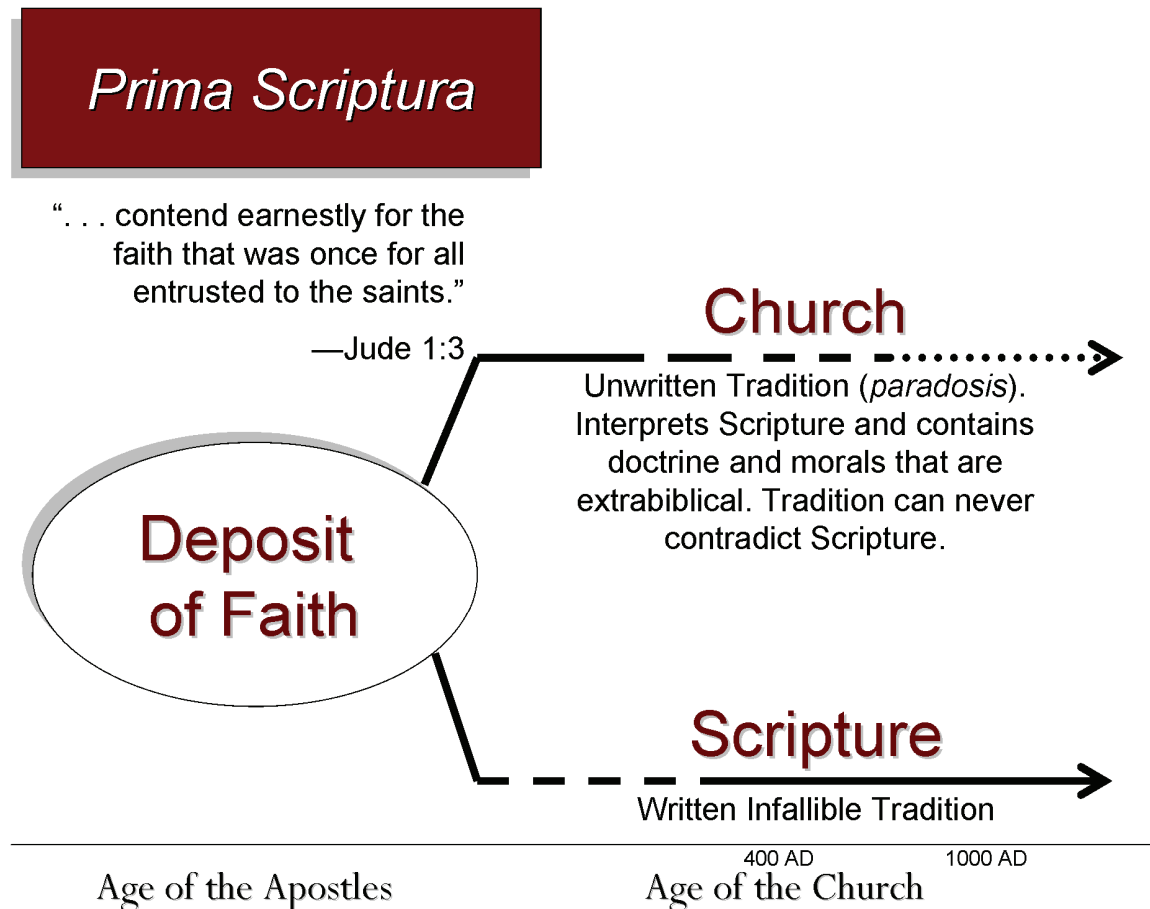 Prima Scriptura
“. . . contend earnestly for the
faith that was once for all
entrusted to the saints.”
—Jude 1:3
Church
Unwritten Tradition (paradosis).
Interprets Scripture and contains
doctrine and morals that are
extrabiblical. Tradition can never
contradict Scripture.
Deposit
of Faith
Scripture
Written Infallible Tradition
400 AD
1000 AD
Age of the Apostles
Age of the Church